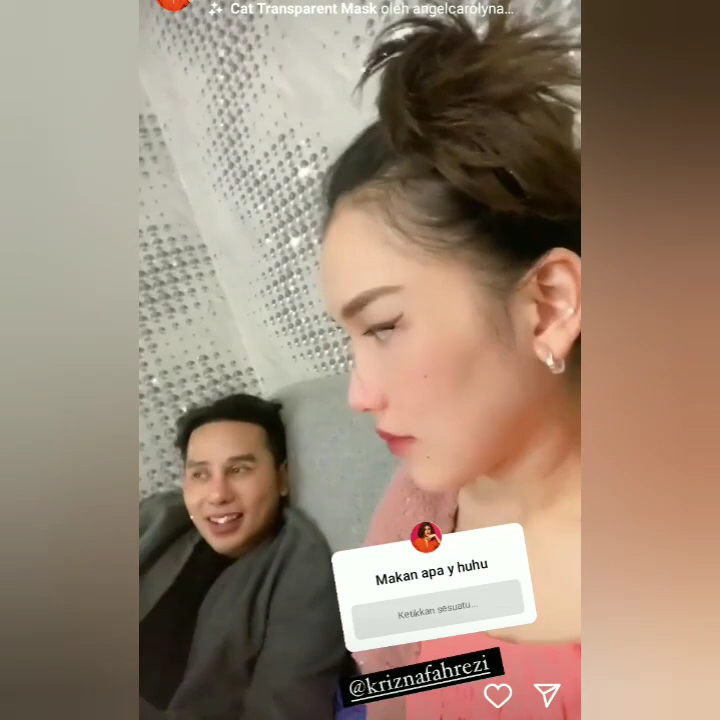 Cat Transparent Mask oleh angelcarolyna...
Makan apa y huhu
Ketikkan sesuatu...
@kriznafahrezi